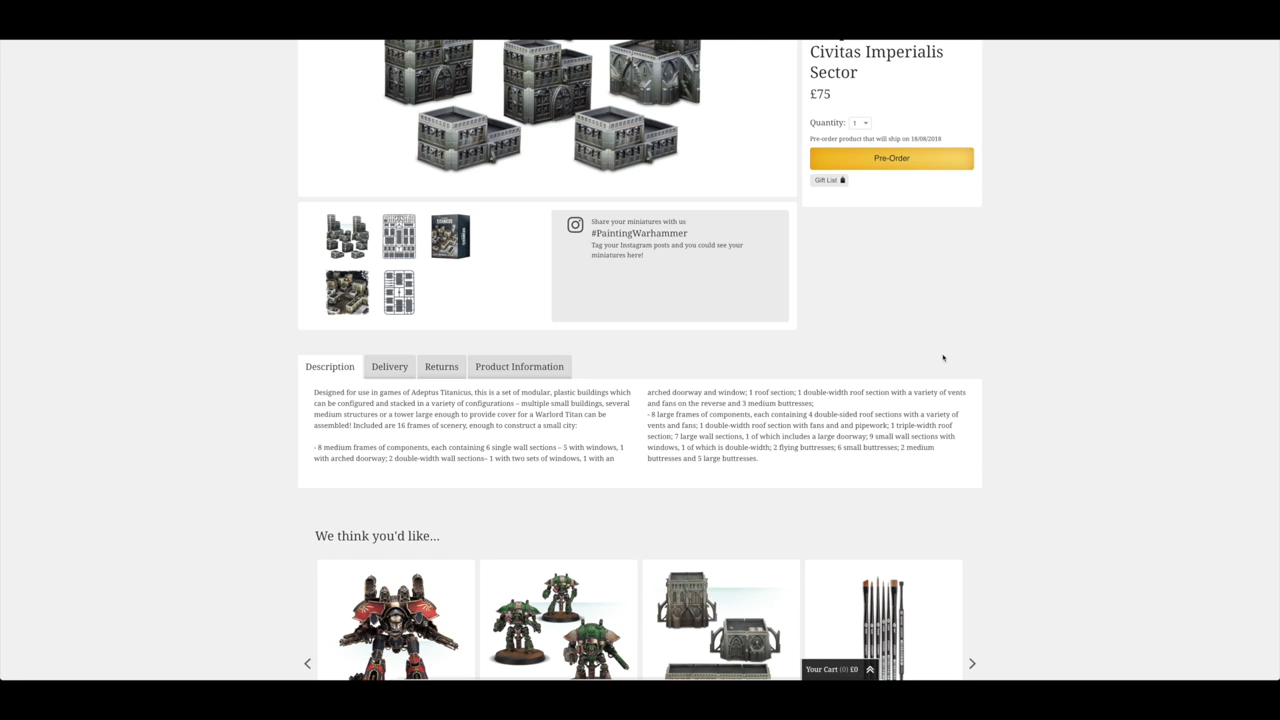 Civitas Imperialis
Sector
£75
Quantity: 1
Pre-order product that will ship on 18/08/2018
Pre-Order
Gift List
Share your miniatures with us
#PaintingWarhammer
Tag your Instagram posts and you could see your
miniatures here!
Description Delivery Returns Product Information
Designed for use in games of Adeptus Titanicus, this is a set of modular, plastic buildings which
can be configured and stacked in a variety of configurations – multiple small buildings, several
medium structures or a tower large enough to provide cover for a Warlord Titan can be
assembled! Included are 16 frames of scenery, enough to construct a small city:
- 8 medium frames of components, each containing 6 single wall sections – 5 with windows, 1
with arched doorway; 2 double-width wall sections– 1 with two sets of windows, 1 with an
arched doorway and window; 1 roof section; 1 double-width roof section with a variety of vents
and fans on the reverse and 3 medium buttresses;
- 8 large frames of components, each containing 4 double-sided roof sections with a variety of
vents and fans; 1 double-width roof section with fans and and pipework; 1 triple-width roof
section; 7 large wall sections, 1 of which includes a large doorway; 9 small wall sections with
windows, 1 of which is double-width; 2 flying buttresses; 6 small buttresses; 2 medium
buttresses and 5 large buttresses.
We think you'd like...
Your Cart (0) £0